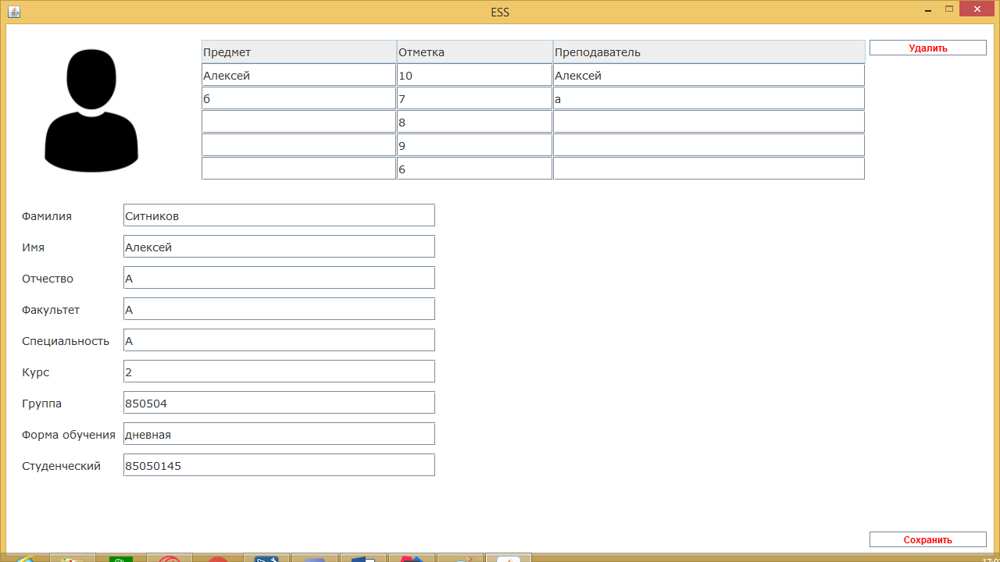 ESS
Предмет Отметка Преподаватель Удалить
Алексей 10 Алексей
б 7 а
8
9
6
Фамилия Ситников
Имя Алексей
Отчество А
Факультет А
Специальность А
Курс 2
Группа 850504
Форма обучения дневная
Студенческий 85050145
Сохранить